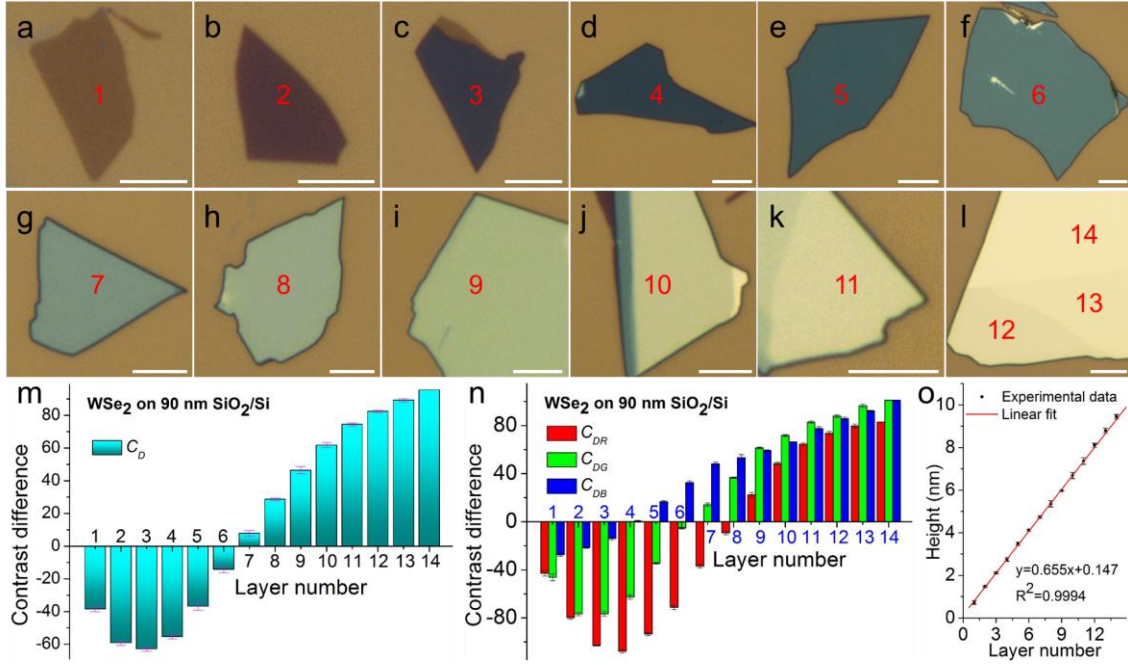 a
1
b
2
c
3
d
4
e
5
f
6
g
7
h
8
i
9
j
10
k
11
l
14
13
12
m
WSe2 on 90 nm SiO2/Si
CD
80
60
40
20
0
-20
-40
-60
Contrast difference
1 2 3 4 5 6
7 8 9 10 11 12 13 14
Layer number
n
WSe2 on 90 nm SiO2/Si
CDR
CDG
CDB
80
40
0
-40
-80
Contrast difference
1 2 3 4 5 6
7 8 9 10 11 12 13 14
Layer number
o
Experimental data
Linear fit
10
8
6
4
2
0
Height (nm)
y=0.655x+0.147
R2=0.9994
0 3 6 9 12
Layer number